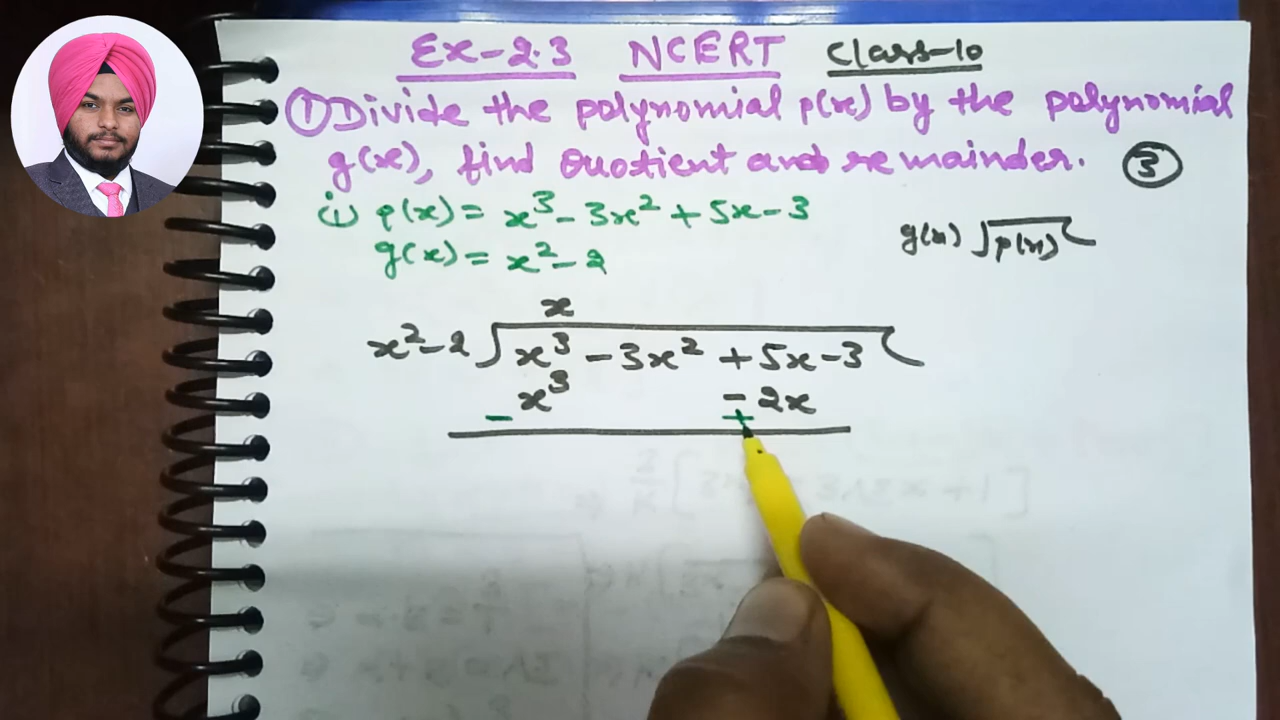 Ex-2.3 NCERT Class-10
① Divide the polynomial p(x) by the polynomial
g(x), find Quotient and remainder. ③
(i) p(x) = x³ - 3x² + 5x - 3
g(x) = x² - 2
g(x) √p(x)
x
x² - 2 √x³ - 3x² + 5x - 3
x³ - 2x
- +